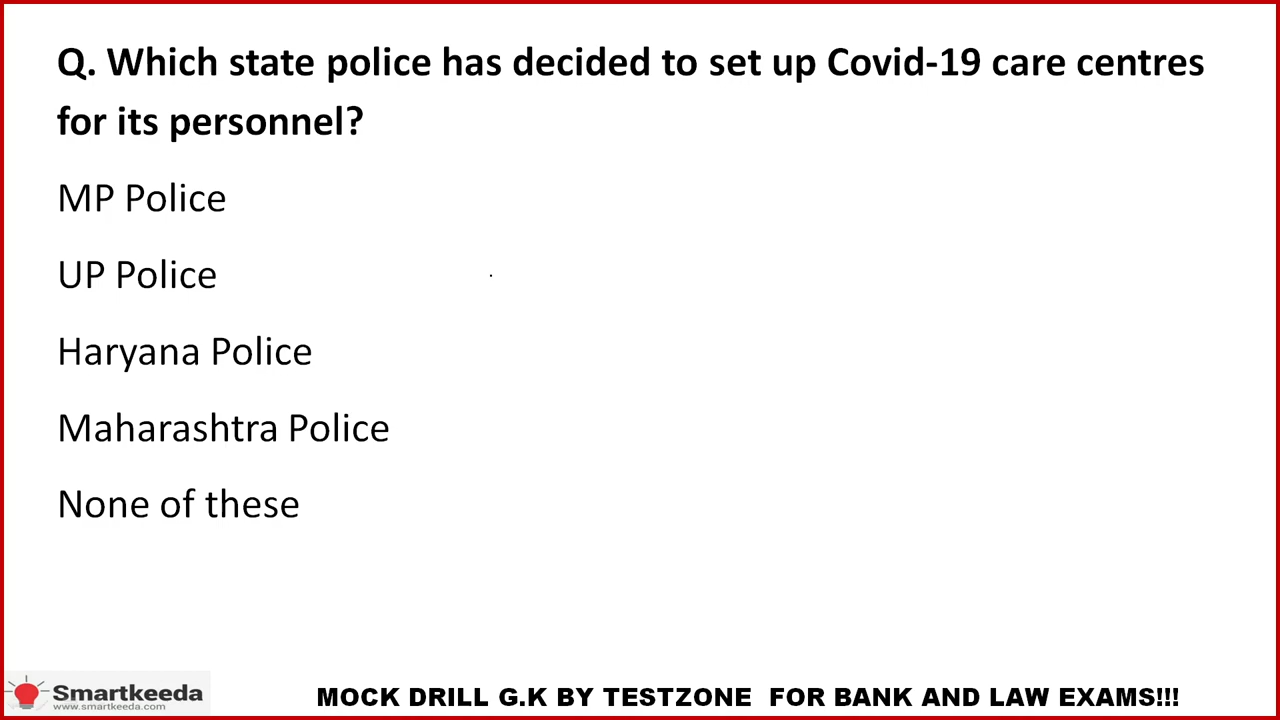 Q. Which state police has decided to set up Covid-19 care centres
for its personnel?
MP Police
UP Police
Haryana Police
Maharashtra Police
None of these
Smartkeeda
www.smartkeeda.com
MOCK DRILL G.K BY TESTZONE FOR BANK AND LAW EXAMS!!!